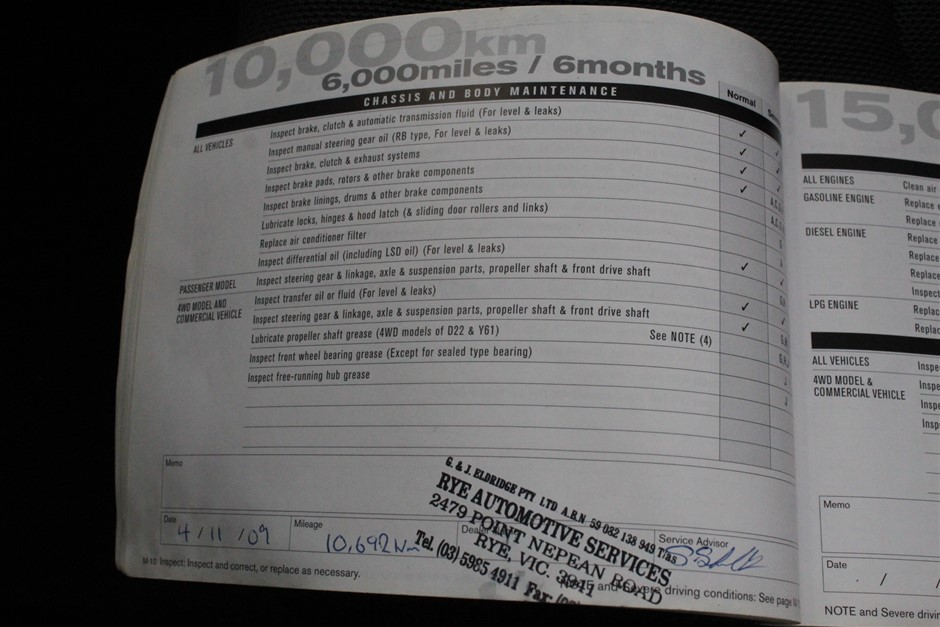 10,000km
6,000miles / 6months
CHASSIS AND BODY MAINTENANCE
Normal
ALL VEHICLES
Inspect brake, clutch & automatic transmission fluid (For level & leaks) ✓
Inspect manual steering gear oil (RB type, For level & leaks) ✓
Inspect brake, clutch & exhaust systems ✓
Inspect brake pads, rotors & other brake components ✓
Inspect brake linings, drums & other brake components
Lubricate locks, hinges & hood latch (& sliding door rollers and links)
Replace air conditioner filter
Inspect differential oil (including LSD oil) (For level & leaks) ✓
PASSENGER MODEL
Inspect steering gear & linkage, axle & suspension parts, propeller shaft & front drive shaft
4WD MODEL AND
COMMERCIAL VEHICLE
Inspect transfer oil or fluid (For level & leaks) ✓
Inspect steering gear & linkage, axle & suspension parts, propeller shaft & front drive shaft ✓
Lubricate propeller shaft grease (4WD models of D22 & Y61) See NOTE (4)
Inspect front wheel bearing grease (Except for sealed type bearing)
Inspect free-running hub grease
Memo
Date
4/11/09
Mileage
10,692km
Service Advisor
G. & J. ELDRIDGE PTY LTD A.B.N 59 082 138 949 T/as
RYE AUTOMOTIVE SERVICES
2479 POINT NEPEAN ROAD
RYE, VIC. 3941
Tel. (03) 5985 4911 Fax.
M-10 Inspect: Inspect and correct, or replace as necessary.
and Severe driving conditions: See page
15,0
ALL ENGINES
Clean air
GASOLINE ENGINE
Replace
Replace
DIESEL ENGINE
Replace
Replace
Replace
Inspect
LPG ENGINE
Replac
Replac
ALL VEHICLES
Inspe
4WD MODEL &
COMMERCIAL VEHICLE
Inspe
Inspe
Insp
Memo
Date
/ /
NOTE and Severe drivin